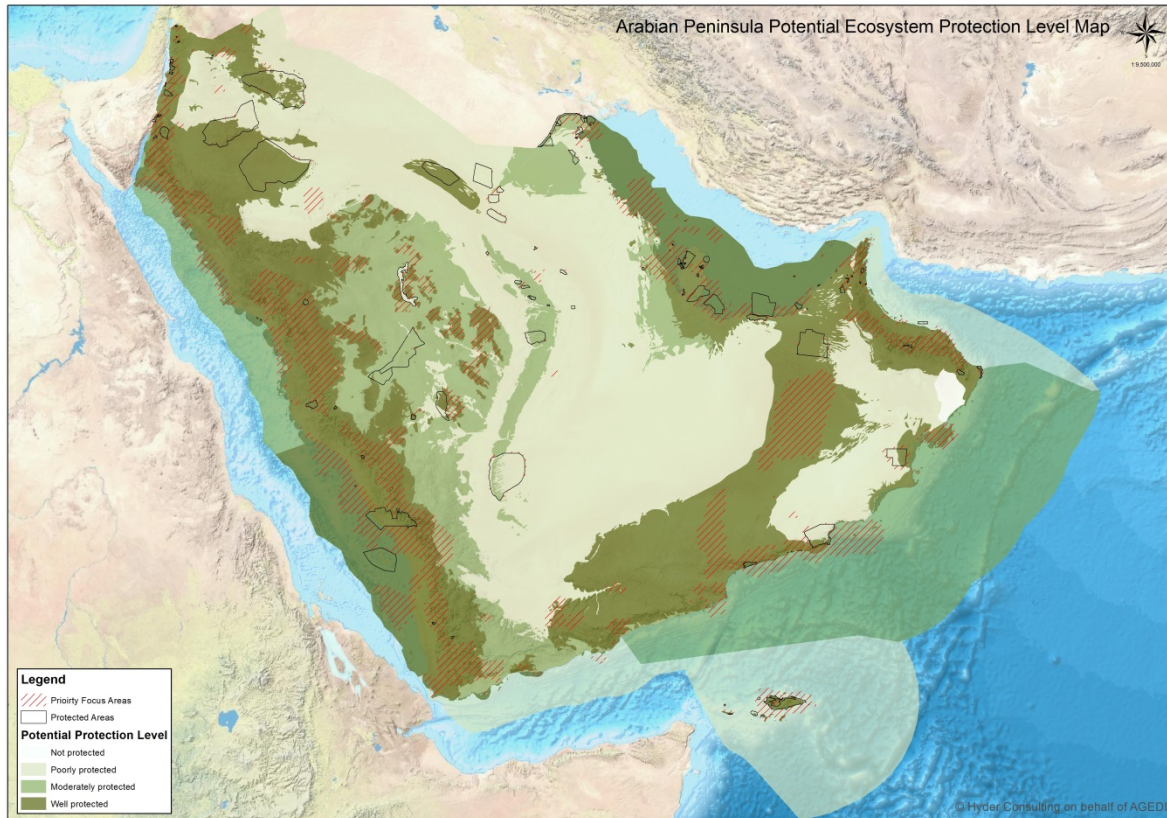 Arabian Peninsula Potential Ecosystem Protection Level Map
1:9,500,000
Legend
Prioirty Focus Areas
Protected Areas
Potential Protection Level
Not protected
Poorly protected
Moderately protected
Well protected
© Hyder Consulting on behalf of AGEDI